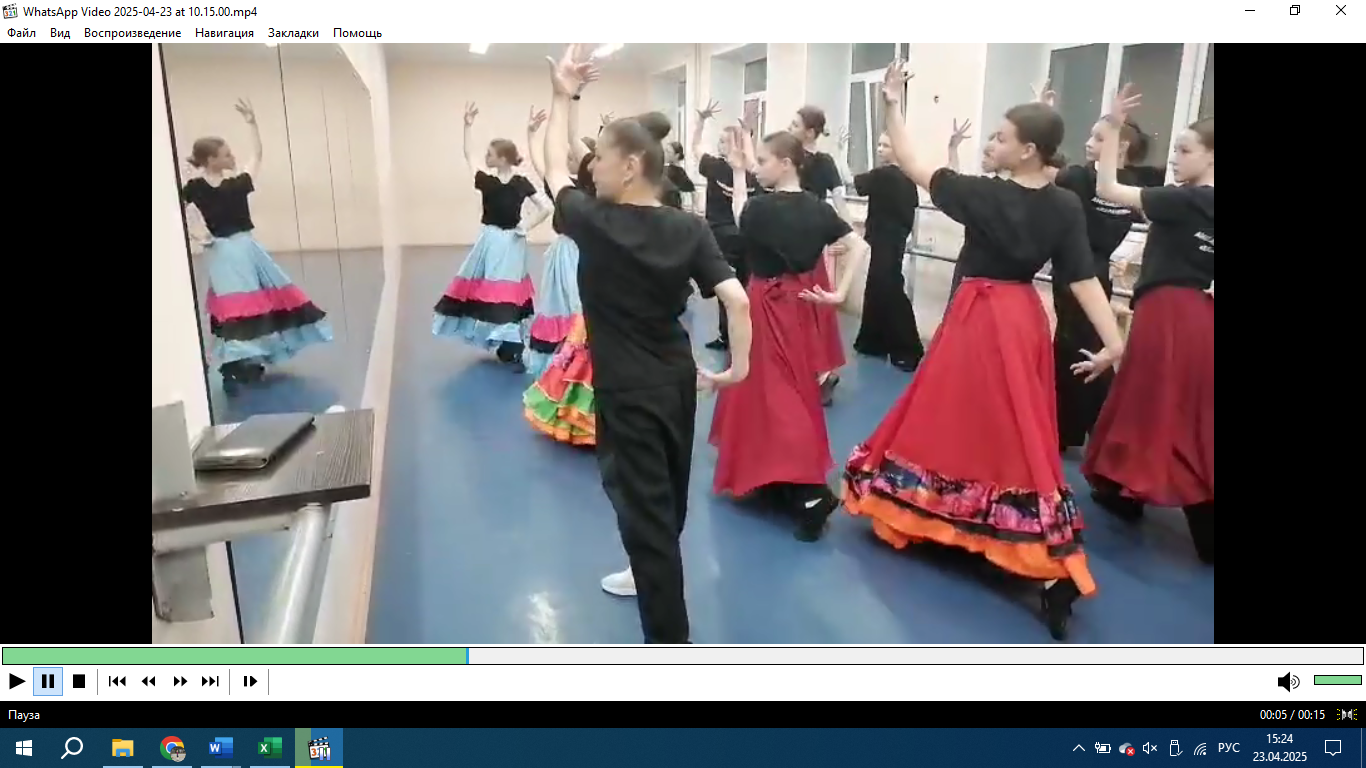 WhatsApp Video 2025-04-23 at 10.15.00.mp4
Файл Вид Воспроизведение Навигация Закладки Помощь
Пауза
00:05 / 00:15
РУС
15:24
23.04.2025